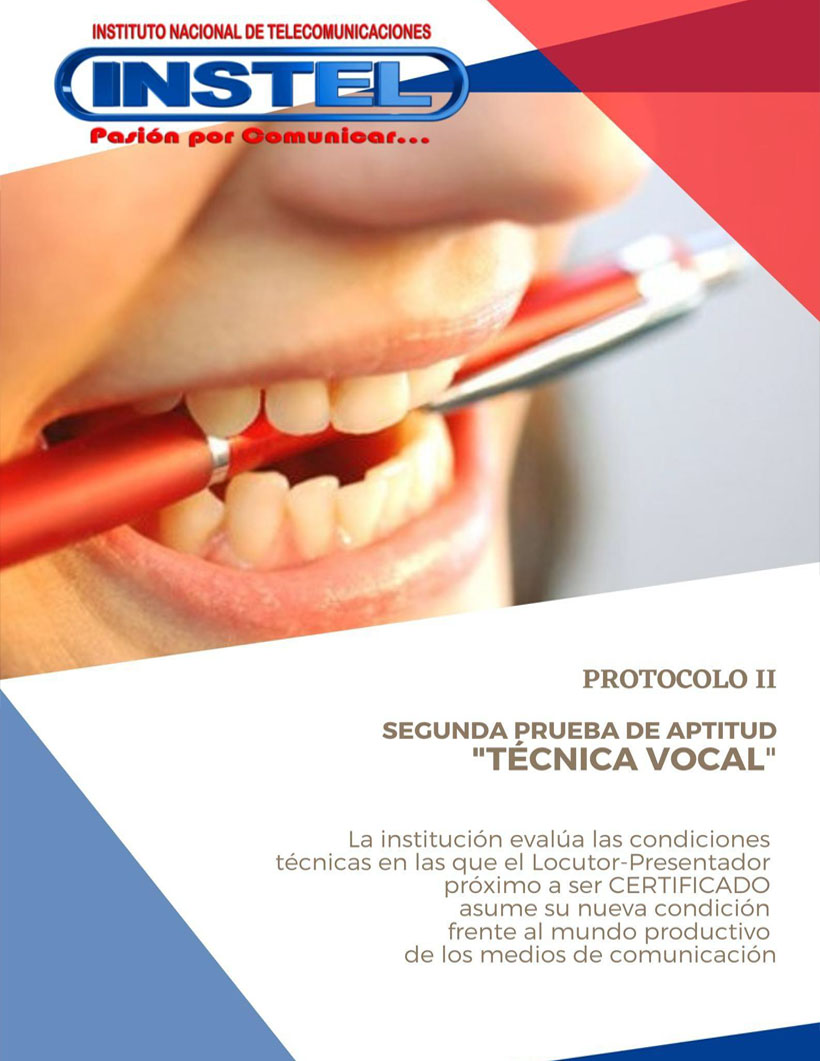 INSTITUTO NACIONAL DE TELECOMUNICACIONES
INSTEL
Pasión por Comunicar...
PROTOCOLO II
SEGUNDA PRUEBA DE APTITUD
"TÉCNICA VOCAL"
La institución evalúa las condiciones
técnicas en las que el Locutor-Presentador
próximo a ser CERTIFICADO
asume su nueva condición
frente al mundo productivo
de los medios de comunicación